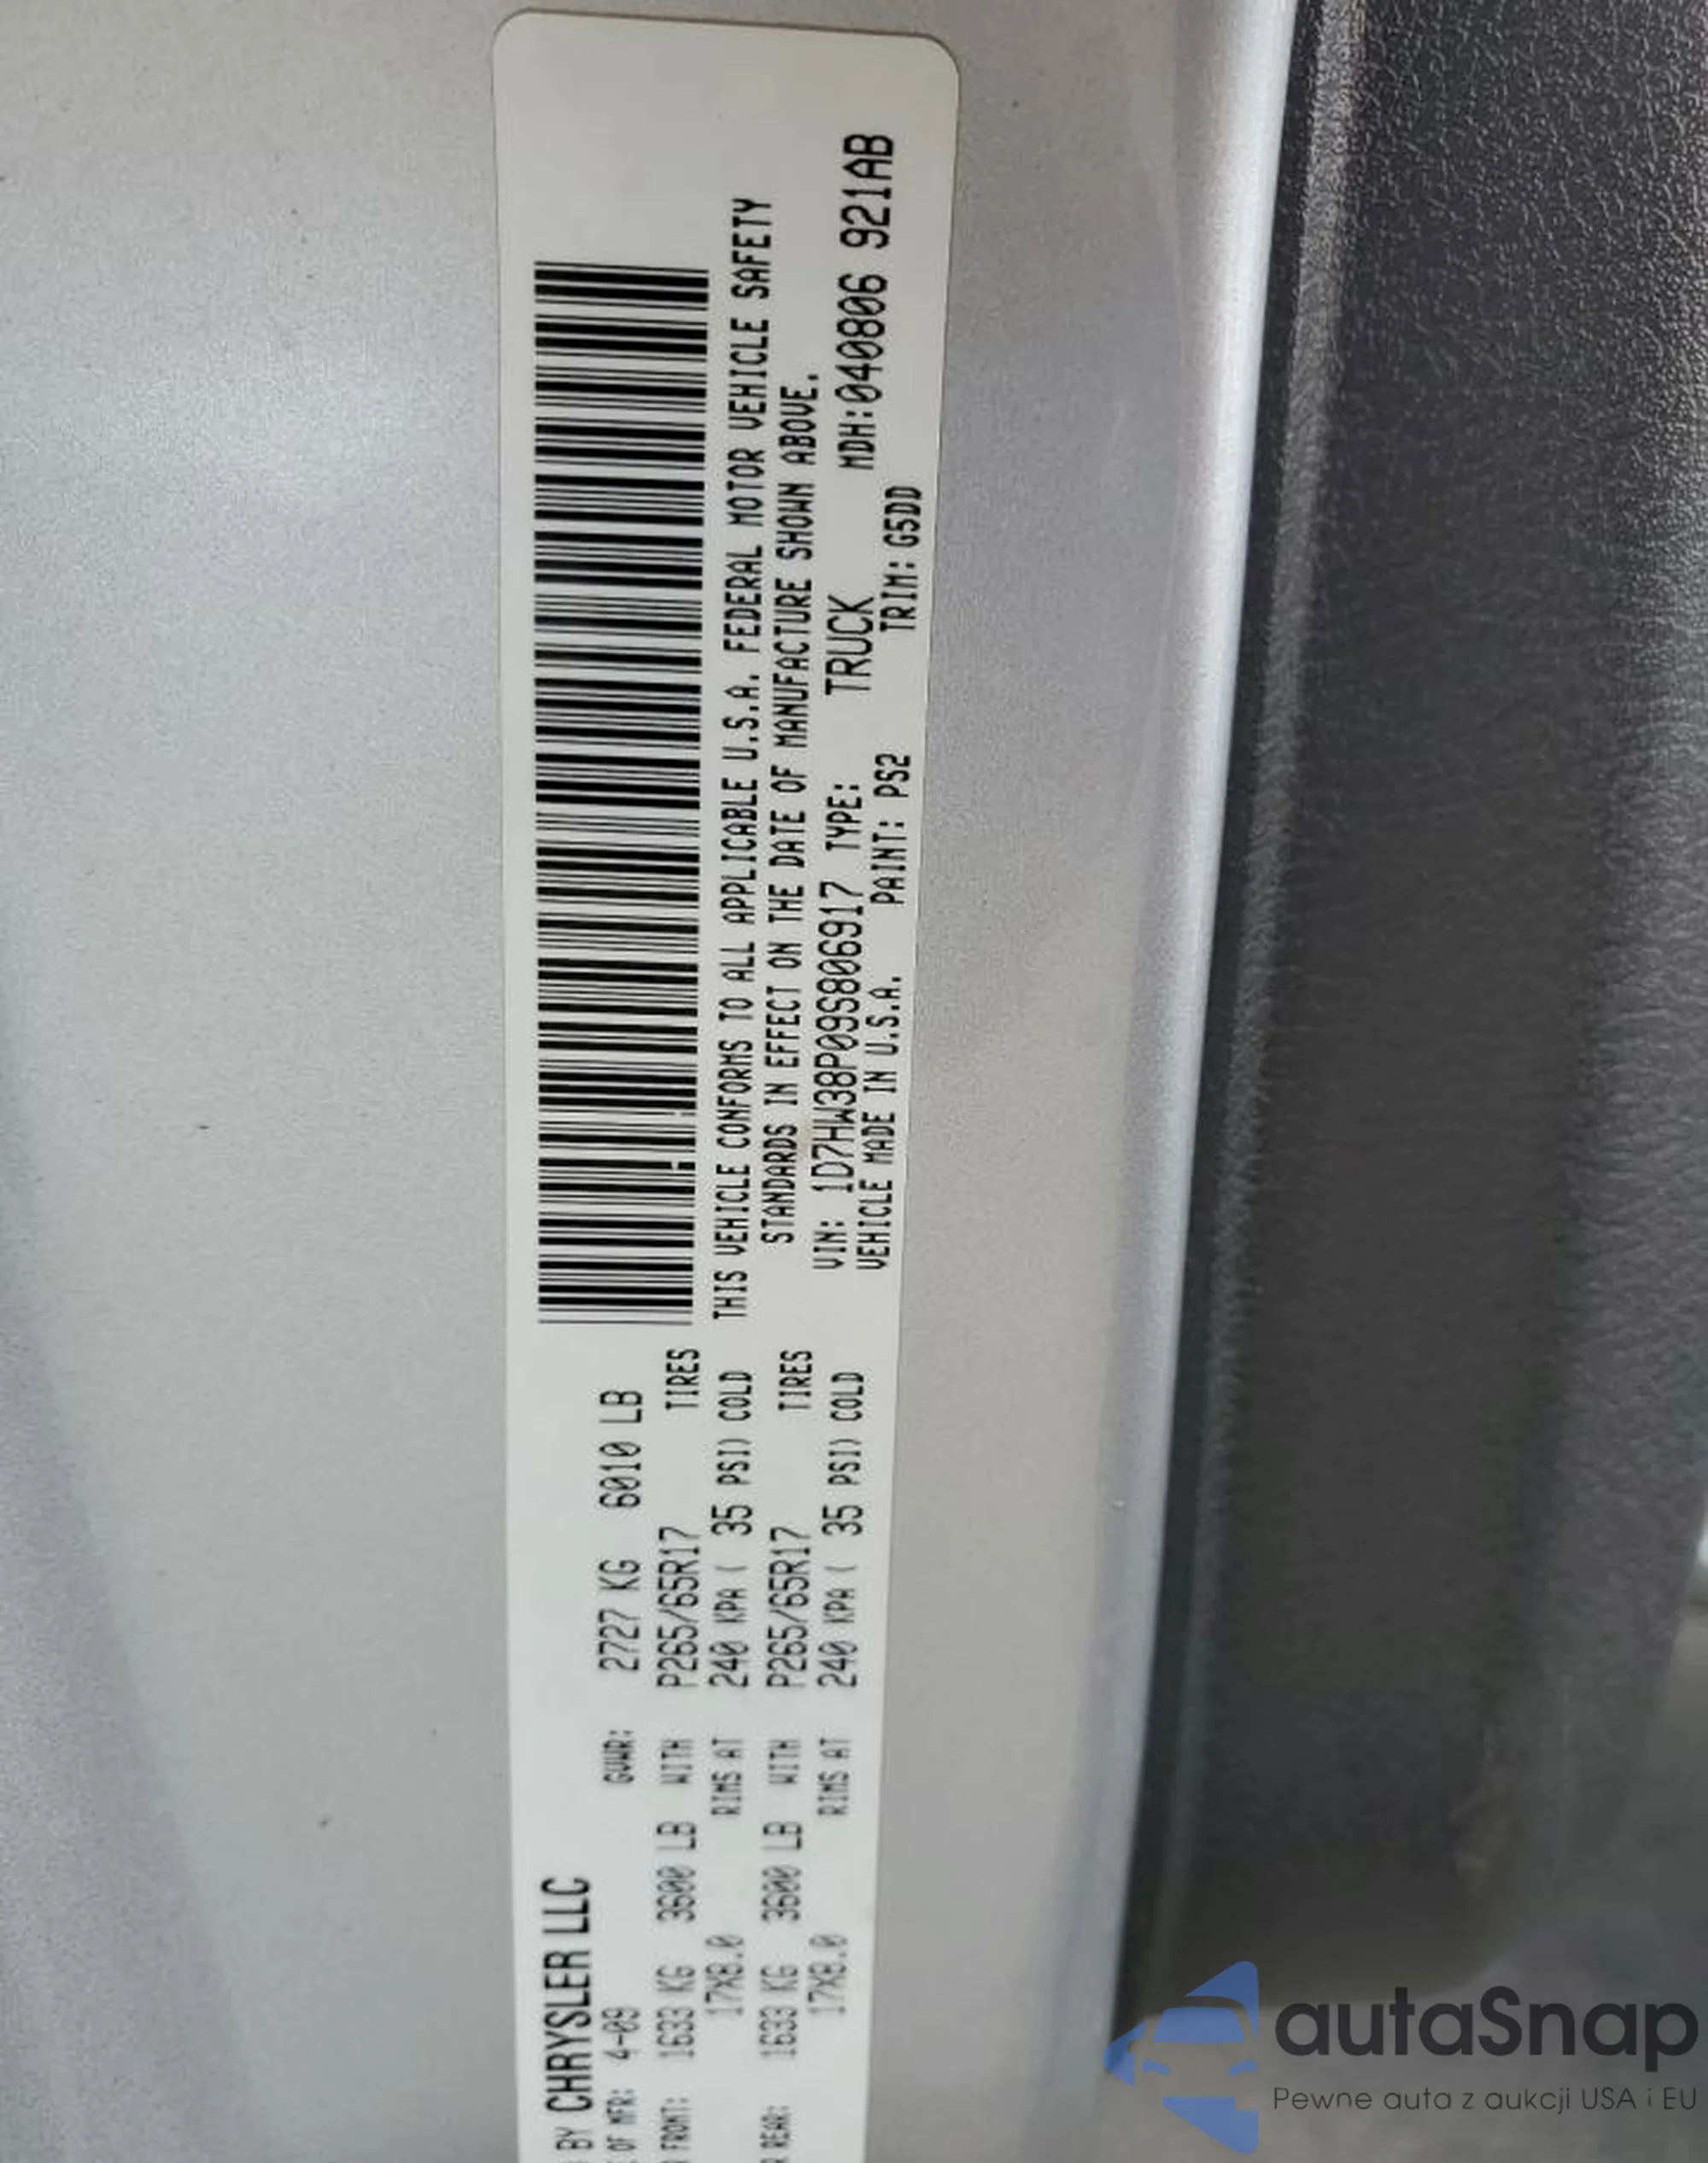 BY CHRYSLER LLC
OF MFR: 4-09 GVWR: 2727 KG 6010 LB
FRONT: 1633 KG 3600 LB WITH P265/65R17 TIRES
17X8.0 RIMS AT 240 KPA ( 35 PSI) COLD
REAR: 1633 KG 3600 LB WITH P265/65R17 TIRES
17X8.0 RIMS AT 240 KPA ( 35 PSI) COLD
THIS VEHICLE CONFORMS TO ALL APPLICABLE U.S.A. FEDERAL MOTOR VEHICLE SAFETY
STANDARDS IN EFFECT ON THE DATE OF MANUFACTURE SHOWN ABOVE.
VIN: 1D7HW38P09S806917 TYPE: TRUCK MDH:040806 921AB
VEHICLE MADE IN U.S.A. PAINT: PS2 TRIM: G5DD
autaSnap
Pewne auta z aukcji USA i EU